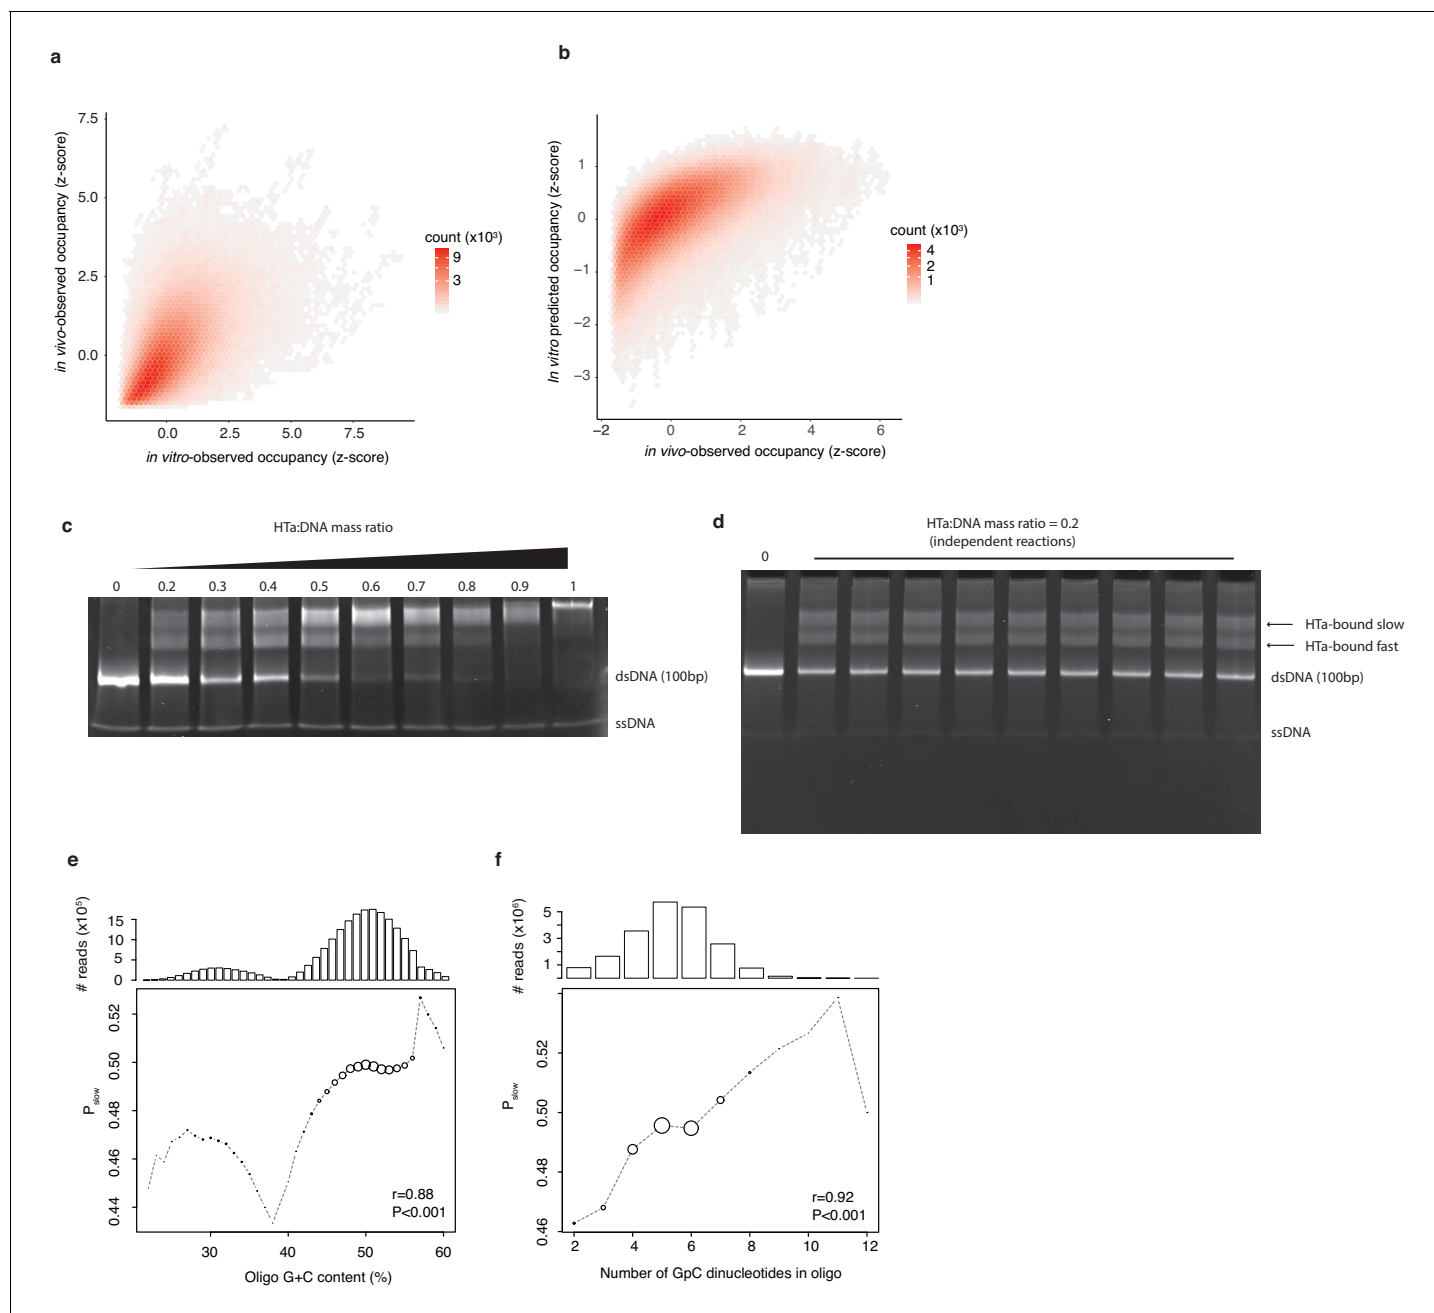 a
7.5
5.0
2.5
0.0
in vivo-observed occupancy (z-score)
0.0 2.5 5.0 7.5
in vitro-observed occupancy (z-score)
count (x10³)
9
3
b
1
0
−1
−2
−3
In vitro predicted occupancy (z-score)
−2 0 2 4 6
in vivo-observed occupancy (z-score)
count (x10³)
4
2
1
c
HTa:DNA mass ratio
0 0.2 0.3 0.4 0.5 0.6 0.7 0.8 0.9 1
dsDNA (100bp)
ssDNA
d
HTa:DNA mass ratio = 0.2
(independent reactions)
0
HTa-bound slow
HTa-bound fast
dsDNA (100bp)
ssDNA
e
# reads (x10⁵)
15
10
5
0
P slow
0.52
0.50
0.48
0.46
0.44
r=0.88
P<0.001
30 40 50 60
Oligo G+C content (%)
f
# reads (x10⁶)
5
3
1
P slow
0.52
0.50
0.48
0.46
r=0.92
P<0.001
2 4 6 8 10 12
Number of GpC dinucleotides in oligo